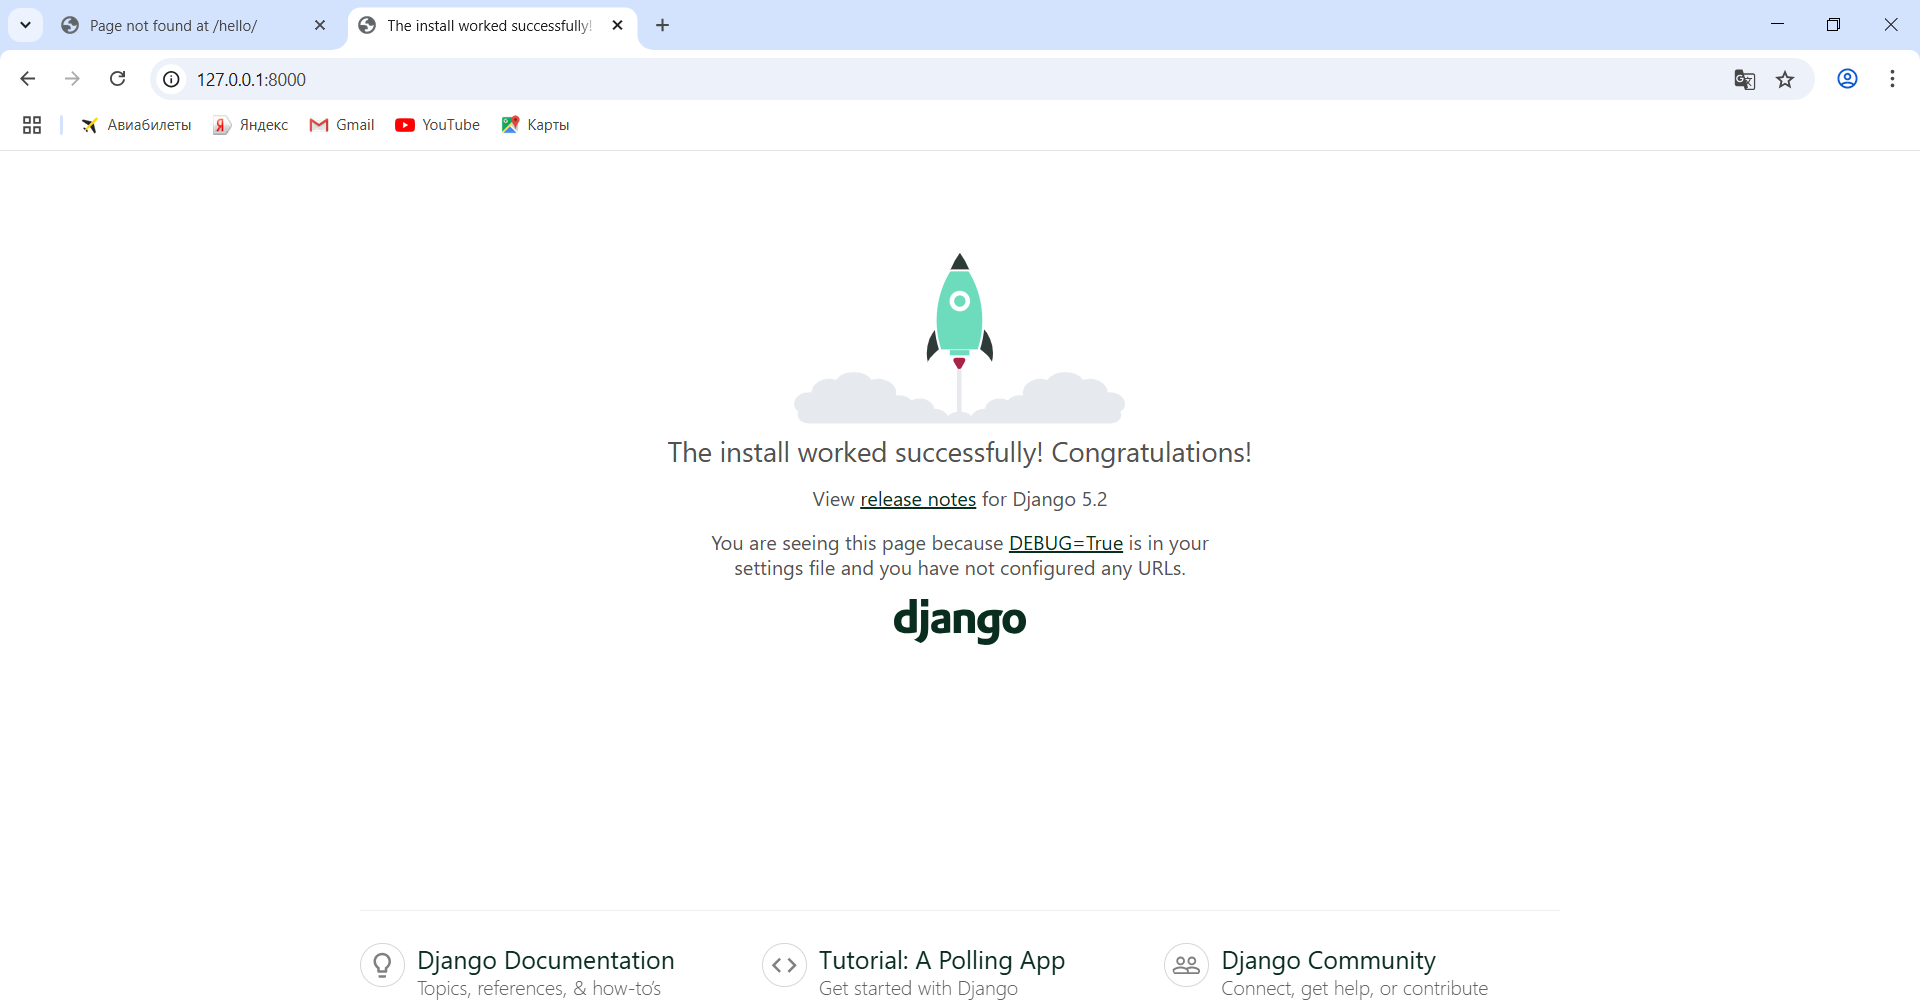 Page not found at /hello/
The install worked successfully!
127.0.0.1:8000
Авиабилеты
Яндекс
Gmail
YouTube
Карты
The install worked successfully! Congratulations!
View release notes for Django 5.2
You are seeing this page because DEBUG=True is in your
settings file and you have not configured any URLs.
django
Django Documentation
Topics, references, & how-to’s
Tutorial: A Polling App
Get started with Django
Django Community
Connect, get help, or contribute